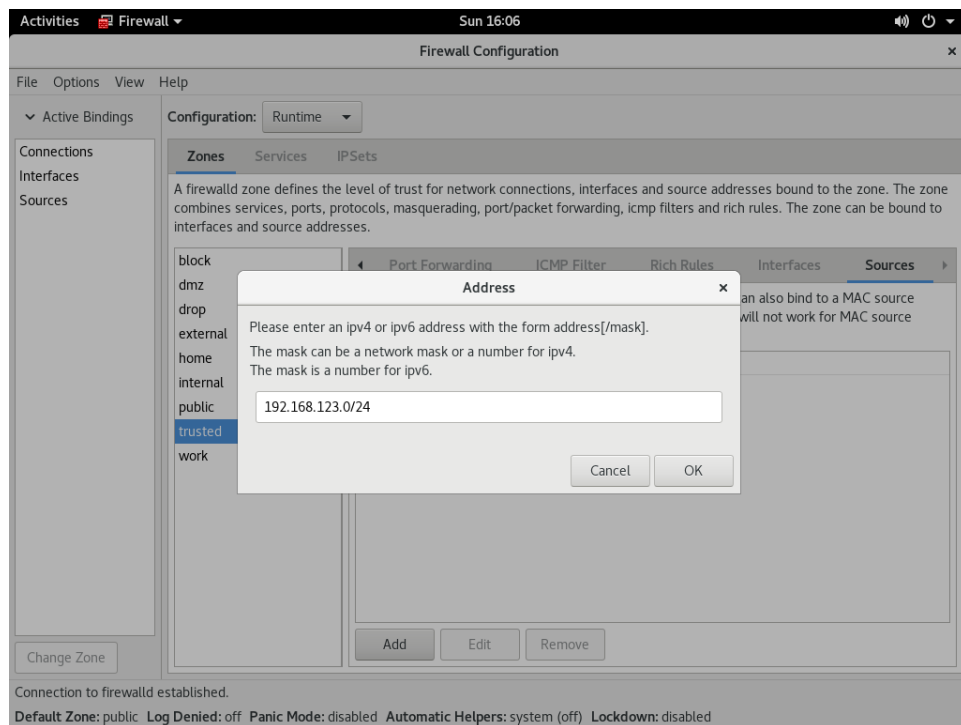 Activities Firewall Sun 16:06
Firewall Configuration
File Options View Help
Active Bindings
Configuration: Runtime
Connections
Interfaces
Sources
Zones Services IPSets
A firewalld zone defines the level of trust for network connections, interfaces and source addresses bound to the zone. The zone
combines services, ports, protocols, masquerading, port/packet forwarding, icmp filters and rich rules. The zone can be bound to
interfaces and source addresses.
block
dmz
drop
external
home
internal
public
trusted
work
Port Forwarding ICMP Filter Rich Rules Interfaces Sources
an also bind to a MAC source
will not work for MAC source
Address
Please enter an ipv4 or ipv6 address with the form address[/mask].
The mask can be a network mask or a number for ipv4.
The mask is a number for ipv6.
192.168.123.0/24
Cancel OK
Add Edit Remove
Change Zone
Connection to firewalld established.
Default Zone: public Log Denied: off Panic Mode: disabled Automatic Helpers: system (off) Lockdown: disabled